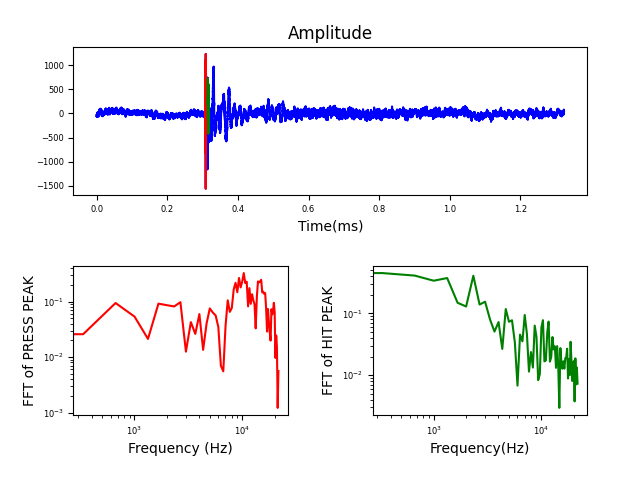 Amplitude
1000
500
0
−500
−1000
−1500
0.0 0.2 0.4 0.6 0.8 1.0 1.2
Time(ms)
FFT of PRESS PEAK
10⁻¹
10⁻²
10⁻³
10³ 10⁴
Frequency (Hz)
FFT of HIT PEAK
10⁻¹
10⁻²
10³ 10⁴
Frequency(Hz)